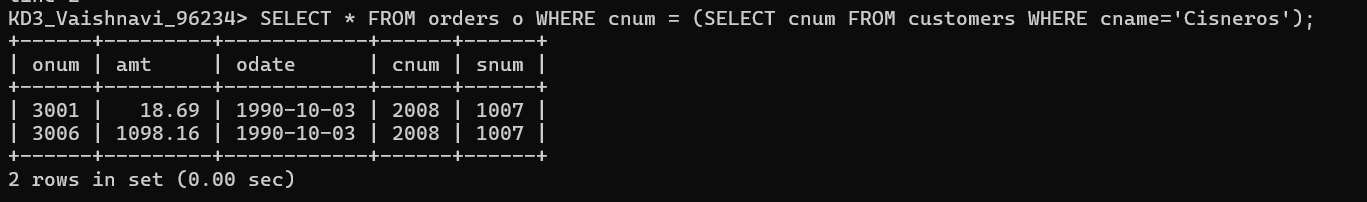 KD3_Vaishnavi_96234> SELECT * FROM orders o WHERE cnum = (SELECT cnum FROM customers WHERE cname='Cisneros');
+------+---------+------------+------+------+
| onum | amt     | odate      | cnum | snum |
+------+---------+------------+------+------+
| 3001 |   18.69 | 1990-10-03 | 2008 | 1007 |
| 3006 | 1098.16 | 1990-10-03 | 2008 | 1007 |
+------+---------+------------+------+------+
2 rows in set (0.00 sec)